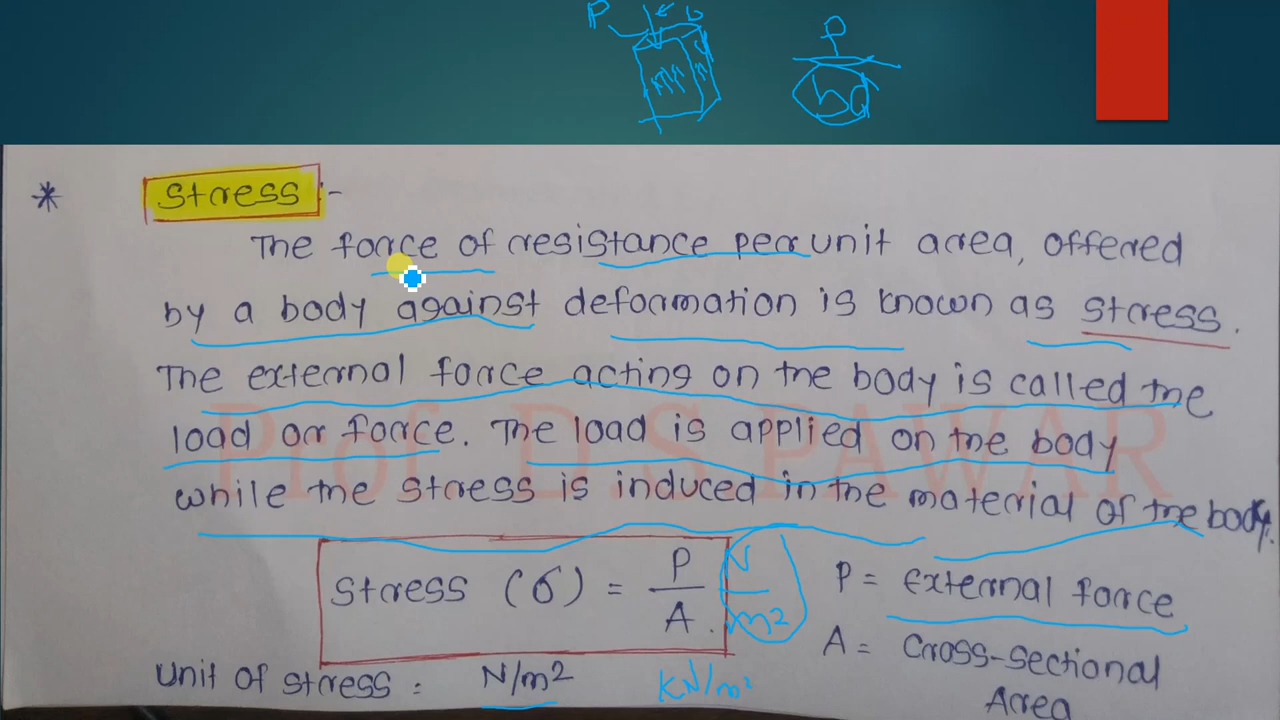 P b
P
bd
* Stress :-
The force of resistance per unit area, offered
by a body against deformation is known as stress.
The external force acting on the body is called the
load or force. The load is applied on the body
while the stress is induced in the material of the body.
Prof. D.S PAWAR
Stress (σ) = P/A. N/m2
P = External force
A = Cross-Sectional
Area
Unit of stress = N/m2 KN/m2